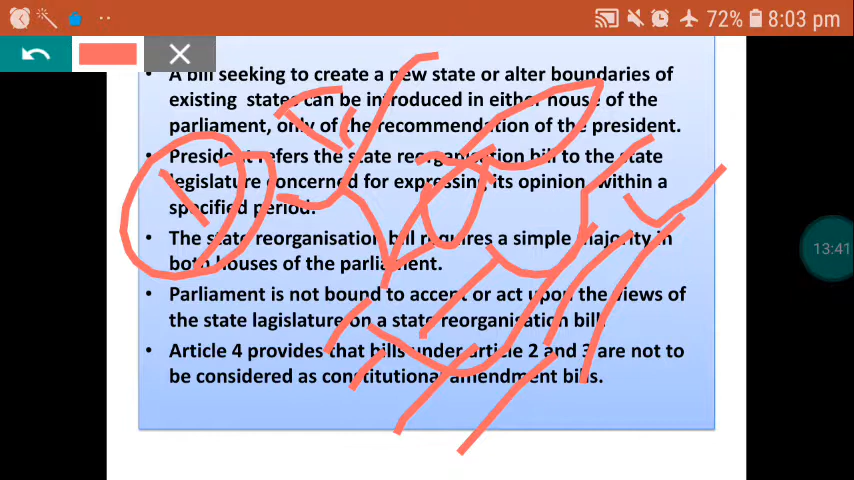 72% 8:03 pm
• A bill seeking to create a new state or alter boundaries of
existing states can be introduced in either house of the
parliament, only of the recommendation of the president.
• President refers the state reorganisation bill to the state
legislature concerned for expressing its opinion within a
specified period.
• The state reorganisation bill requires a simple majority in
both houses of the parliament.
• Parliament is not bound to accept or act upon the views of
the state lagislature on a state reorganisation bill.
• Article 4 provides that bills under article 2 and 3 are not to
be considered as constitutional amendment bills.
13:41